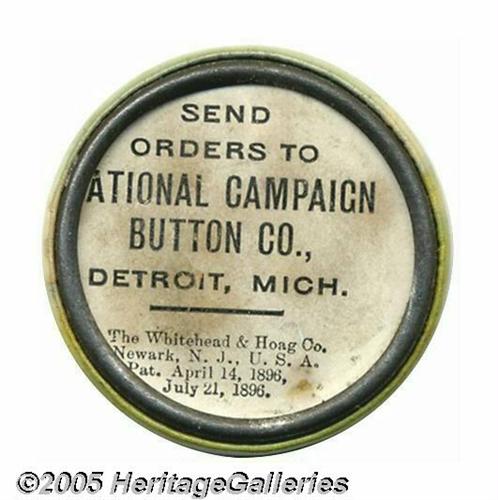 SEND
ORDERS TO
ATIONAL CAMPAIGN
BUTTON CO.,
DETROIT, MICH.
The Whitehead & Hoag Co.
Newark, N. J., U. S. A.
Pat. April 14, 1896,
July 21, 1896.
©2005 HeritageGalleries